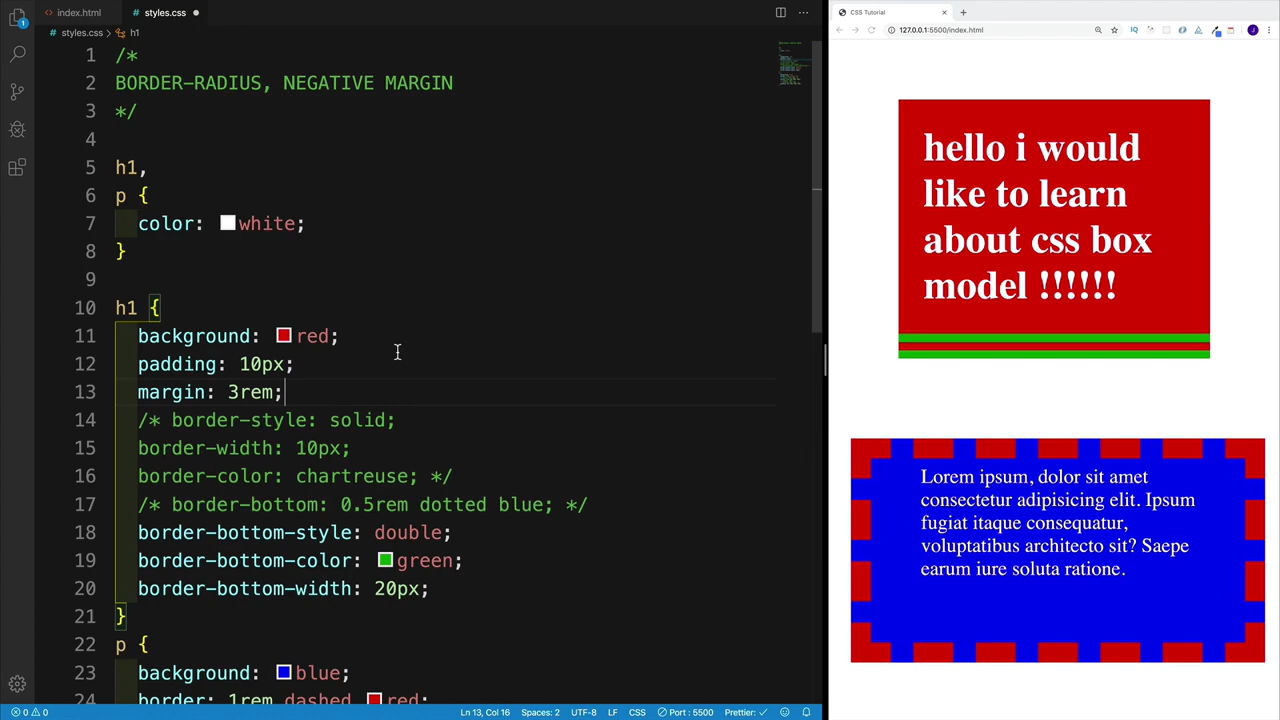 index.html
styles.css
styles.css
h1
1 /*
2 BORDER-RADIUS, NEGATIVE MARGIN
3 */
4
5 h1,
6 p {
7 color: white;
8 }
9
10 h1 {
11 background: red;
12 padding: 10px;
13 margin: 3rem;
14 /* border-style: solid;
15 border-width: 10px;
16 border-color: chartreuse; */
17 /* border-bottom: 0.5rem dotted blue; */
18 border-bottom-style: double;
19 border-bottom-color: green;
20 border-bottom-width: 20px;
21 }
22 p {
23 background: blue;
24 border: 1rem dashed red;
1
0 0
Ln 13, Col 16
Spaces: 2
UTF-8
LF
CSS
Port : 5500
Prettier:
CSS Tutorial
127.0.0.1:5500/index.html
IQ
J
hello i would
like to learn
about css box
model !!!!!!
Lorem ipsum, dolor sit amet
consectetur adipisicing elit. Ipsum
fugiat itaque consequatur,
voluptatibus architecto sit? Saepe
earum iure soluta ratione.